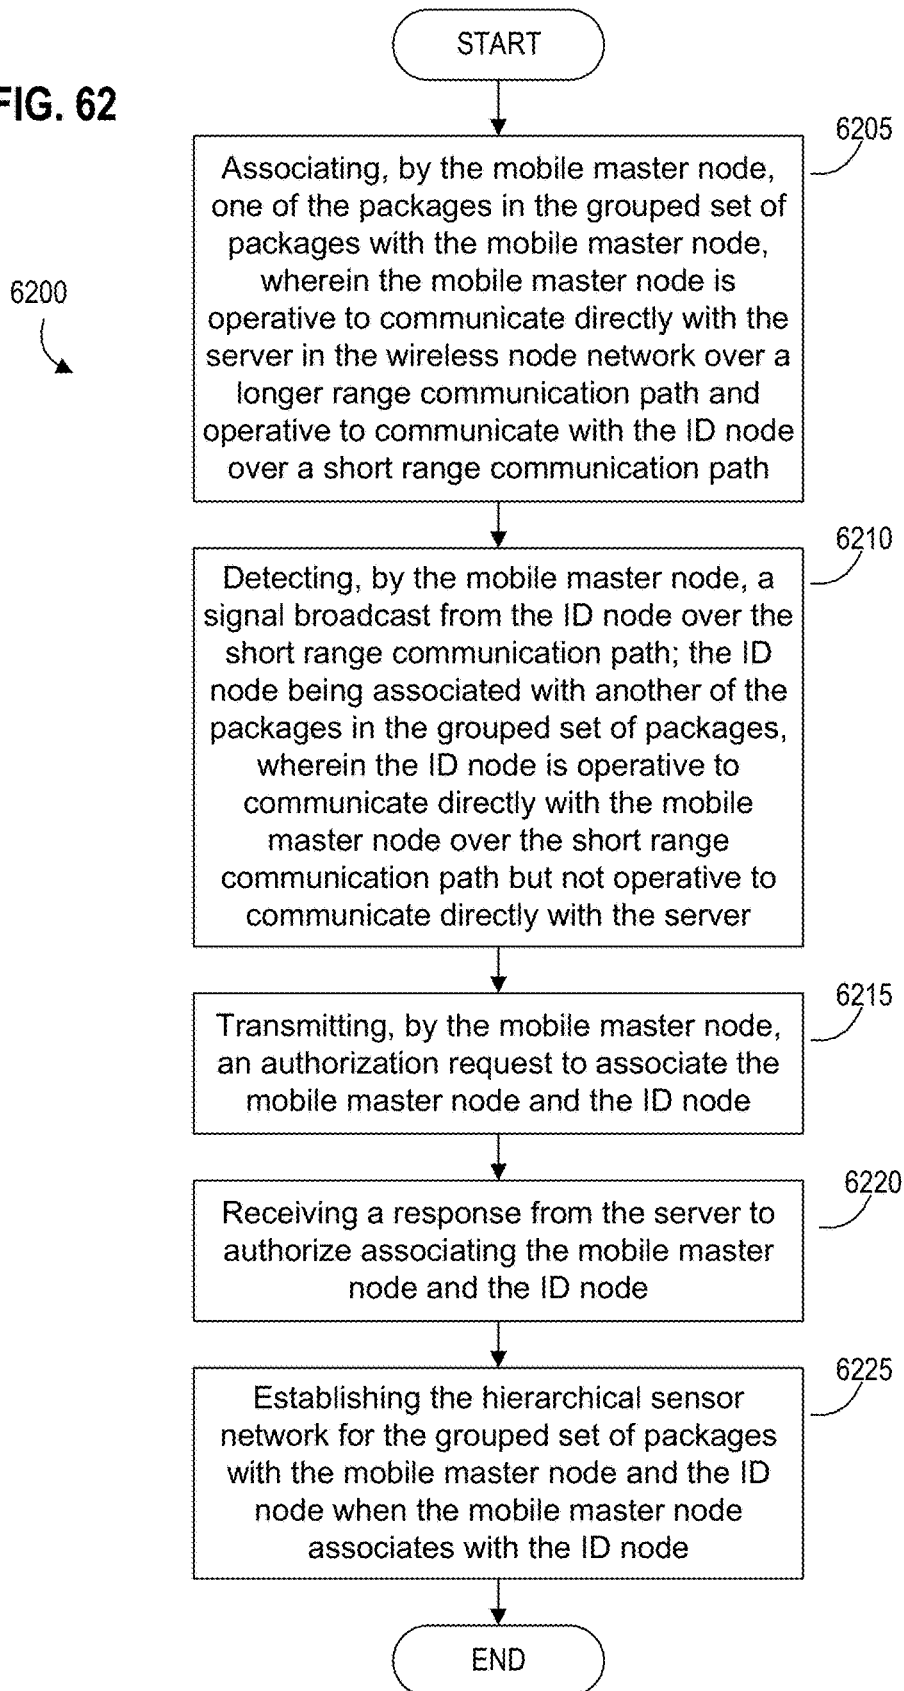 START
FIG. 62
6205
Associating, by the mobile master node,
one of the packages in the grouped set of
packages with the mobile master node,
wherein the mobile master node is
operative to communicate directly with the
server in the wireless node network over a
longer range communication path and
operative to communicate with the ID node
over a short range communication path
6200
6210
Detecting, by the mobile master node, a
signal broadcast from the ID node over the
short range communication path; the ID
node being associated with another of the
packages in the grouped set of packages,
wherein the ID node is operative to
communicate directly with the mobile
master node over the short range
communication path but not operative to
communicate directly with the server
6215
Transmitting, by the mobile master node,
an authorization request to associate the
mobile master node and the ID node
6220
Receiving a response from the server to
authorize associating the mobile master
node and the ID node
6225
Establishing the hierarchical sensor
network for the grouped set of packages
with the mobile master node and the ID
node when the mobile master node
associates with the ID node
END